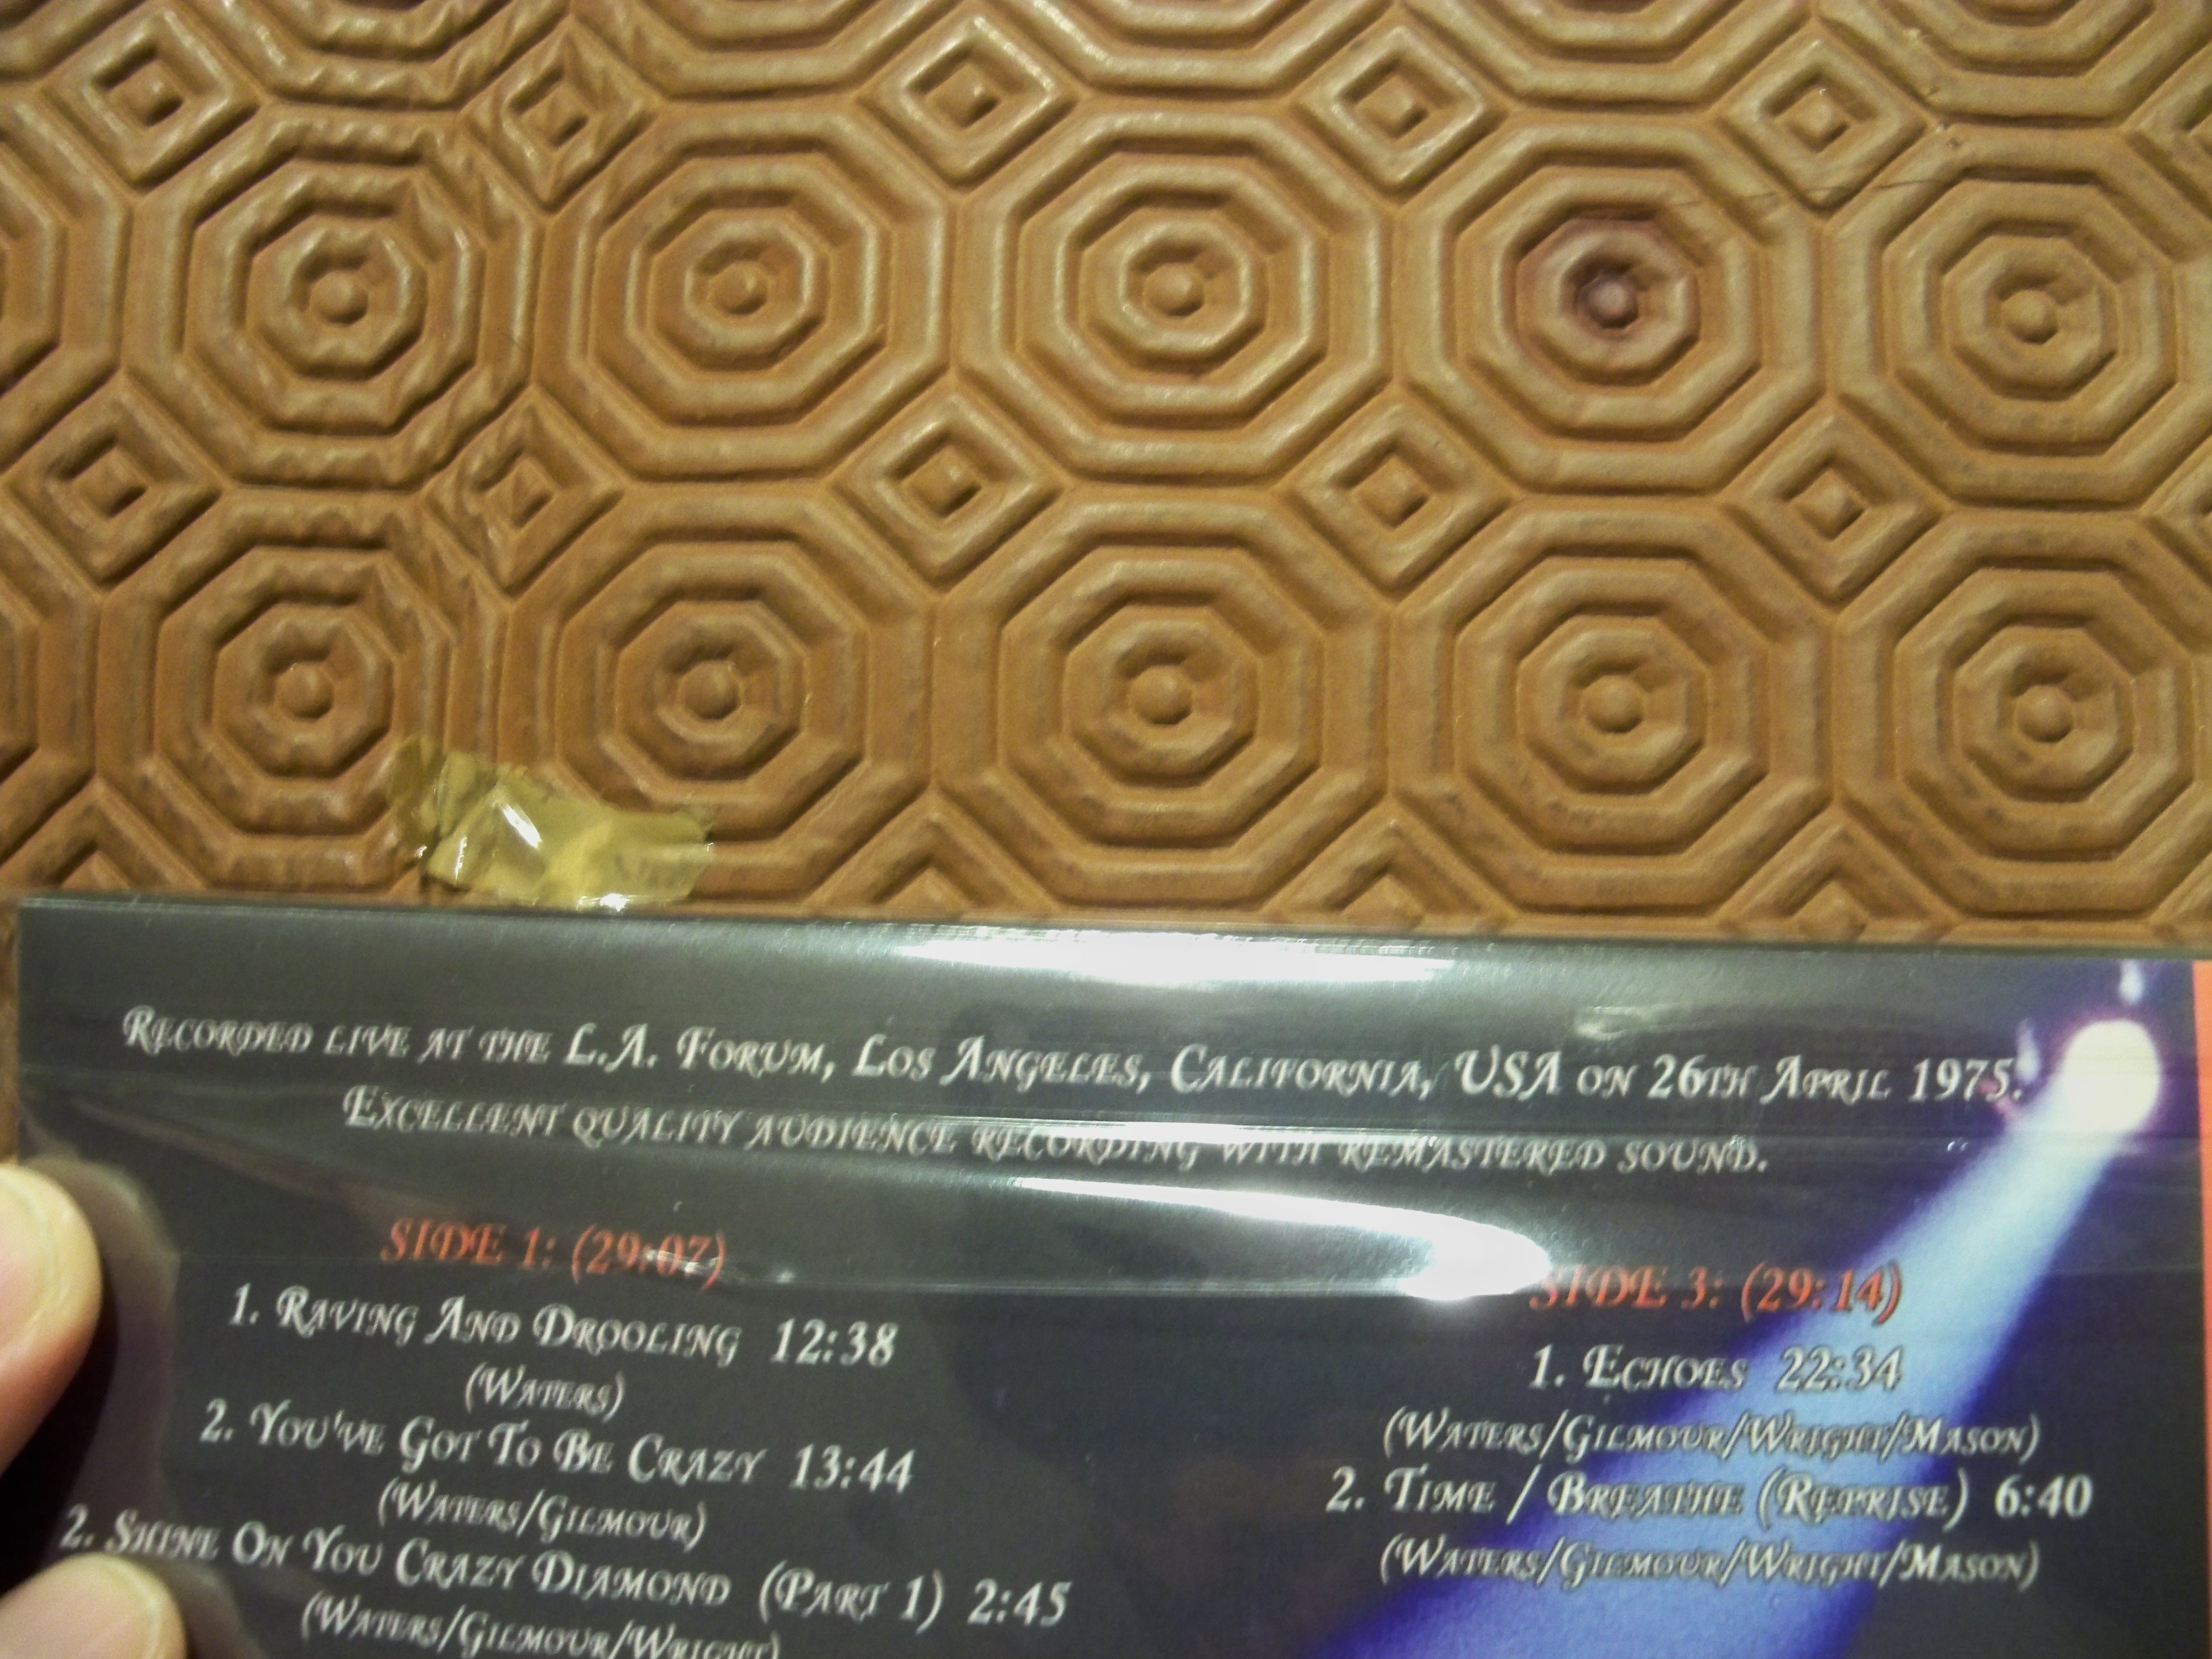 Recorded live at the L.A. Forum, Los Angeles, California, USA on 26th April 1975.
Excellent quality audience recording with remastered sound.
SIDE 1: (29:07)
1. Raving And Drooling 12:38
(Waters)
2. You've Got To Be Crazy 13:44
(Waters/Gilmour)
2. Shine On You Crazy Diamond (Part 1) 2:45
(Waters/Gilmour/Wright)
SIDE 3: (29:14)
1. Echoes 22:34
(Waters/Gilmour/Wright/Mason)
2. Time / Breathe (Reprise) 6:40
(Waters/Gilmour/Wright/Mason)